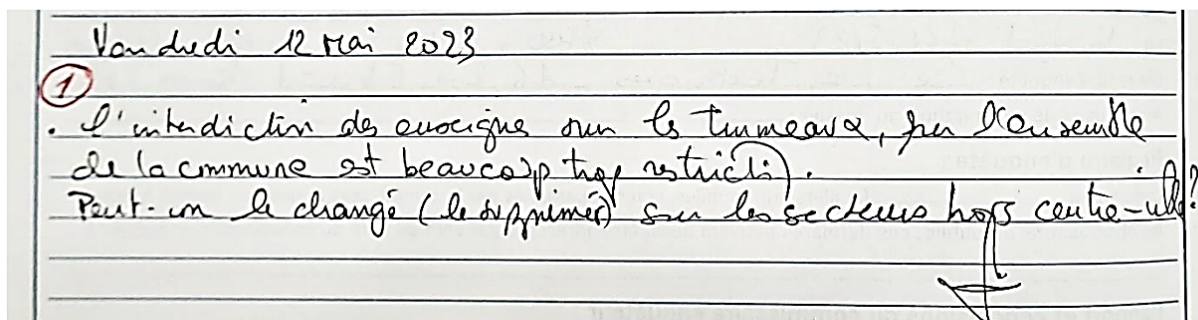 Vendredi 12 Mai 2023
1
. L'interdiction des enseignes sur les trumeaux, sur l'ensemble
de la commune est beaucoup trop restrictif.
Peut-on le changé (le supprimer) sur les secteurs hors centre-ville?